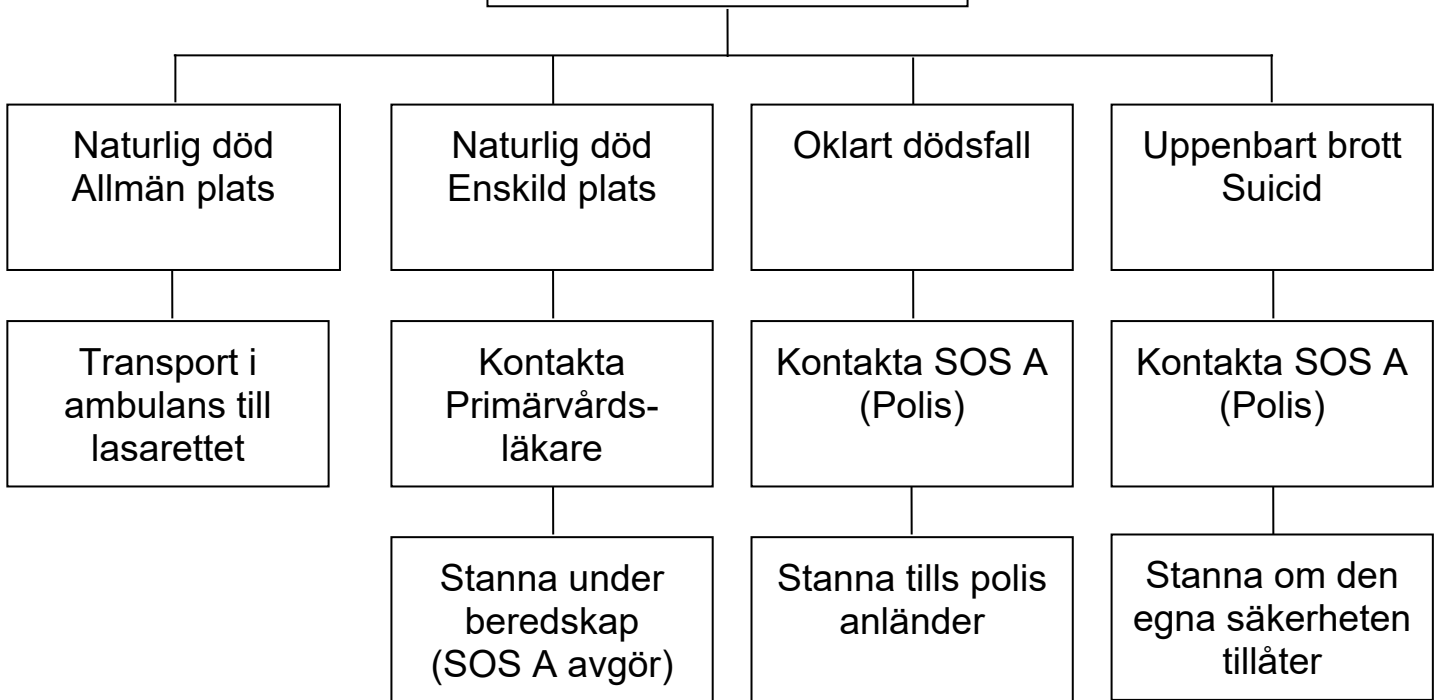 Naturlig död
Allmän plats
Naturlig död
Enskild plats
Oklart dödsfall
Uppenbart brott
Suicid
Transport i
ambulans till
lasarettet
Kontakta
Primärvårds-
läkare
Kontakta SOS A
(Polis)
Kontakta SOS A
(Polis)
Stanna under
beredskap
(SOS A avgör)
Stanna tills polis
anländer
Stanna om den
egna säkerheten
tillåter